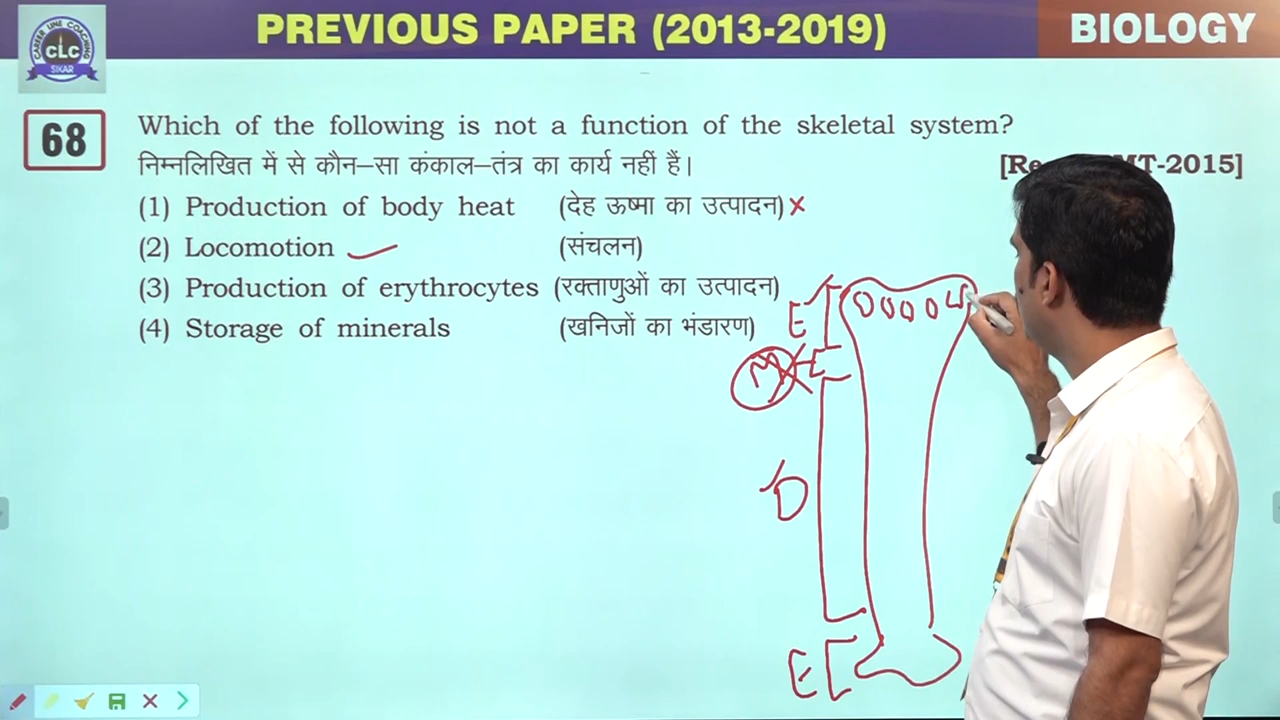 PREVIOUS PAPER (2013-2019)
BIOLOGY
CAREER LINE COACHING
CLC
SIKAR
68 Which of the following is not a function of the skeletal system?
निम्नलिखित में से कौन–सा कंकाल–तंत्र का कार्य नहीं हैं।
MT-2015]
(1) Production of body heat (देह ऊष्मा का उत्पादन) ×
(2) Locomotion (संचलन)
(3) Production of erythrocytes (रक्ताणुओं का उत्पादन)
(4) Storage of minerals (खनिजों का भंडारण)
E
M
D
E